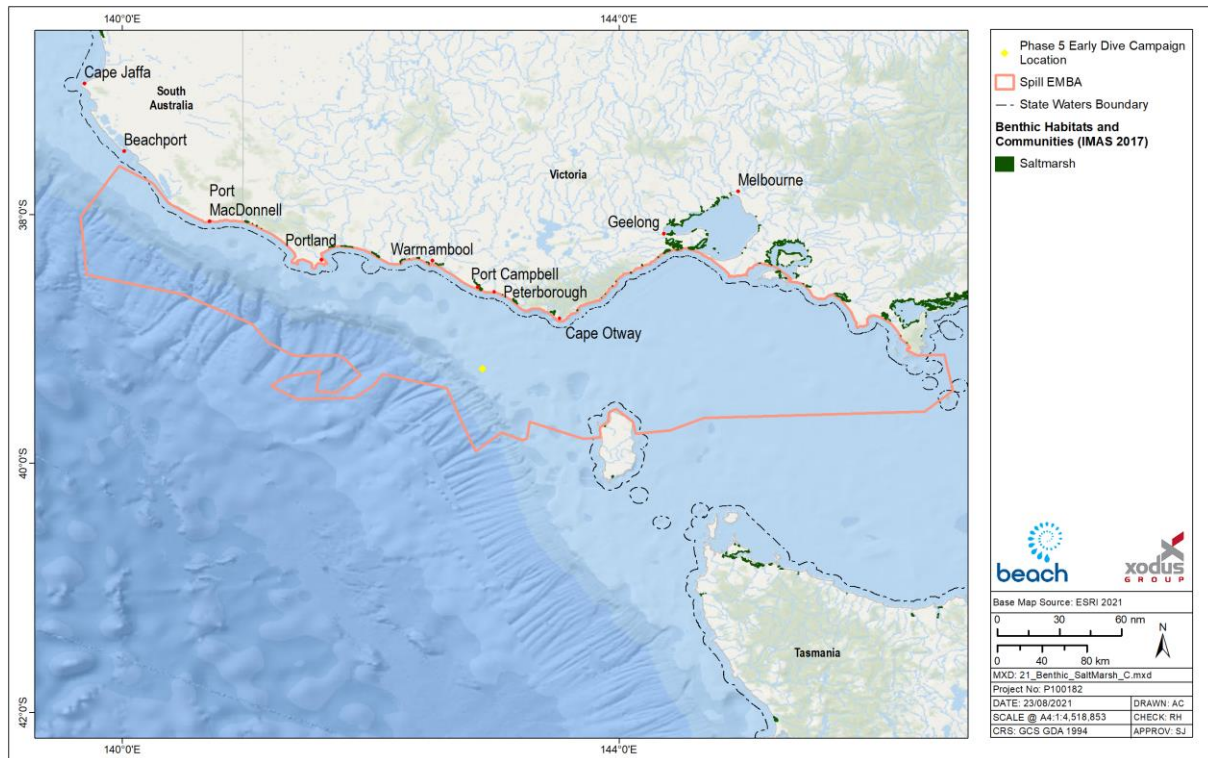 140°0'E
144°0'E
Cape Jaffa
South
Australia
Beachport
Victoria
Melbourne
38°S
Port
MacDonnell
Geelong
Portland
Warrnambool
Port Campbell
Peterborough
Cape Otway
40°S
Tasmania
42°S
140°0'E
144°0'E
Phase 5 Early Dive Campaign
Location
Spill EMBA
State Waters Boundary
Benthic Habitats and
Communities (IMAS 2017)
Saltmarsh
beach
xodus
GROUP
Base Map Source: ESRI 2021
0 30 60 nm
N
0 40 80 km
MXD: 21_Benthic_SaltMarsh_C.mxd
Project No: P100182
DATE: 23/08/2021
DRAWN: AC
SCALE @ A4:1:4,518,853
CHECK: RH
CRS: GCS GDA 1994
APPROV: SJ